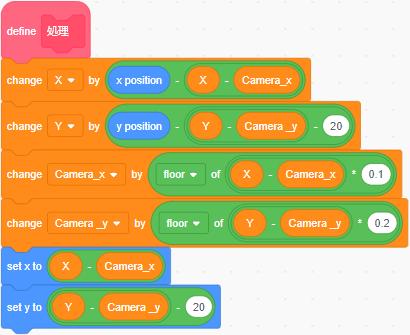 define 処理
change X by x position - X - Camera_x
change Y by y position - Y - Camera _y - 20
change Camera_x by floor of X - Camera_x * 0.1
change Camera _y by floor of Y - Camera _y * 0.2
set x to X - Camera_x
set y to Y - Camera _y - 20